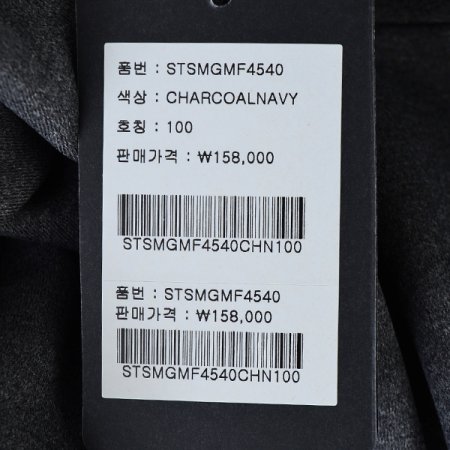 품번 : STSMGMF4540
색상 : CHARCOALNAVY
호칭 : 100
판매가격 : ₩158,000
STSMGMF4540CHN100
품번 : STSMGMF4540
판매가격 : ₩158,000
STSMGMF4540CHN100